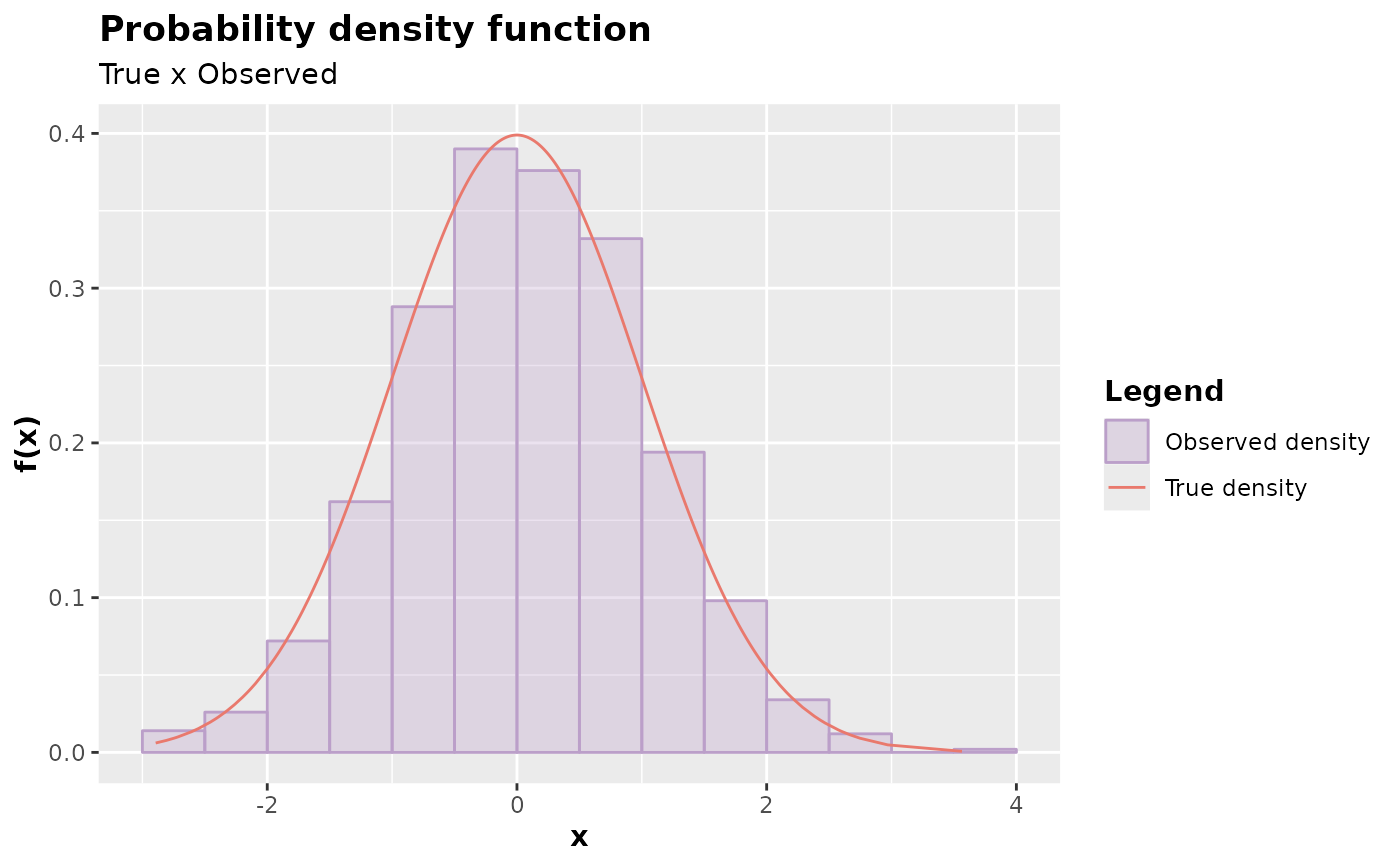 Probability density function
True x Observed
0.4
0.3
0.2
0.1
0.0
f(x)
-2 0 2 4
x
Legend
Observed density
True density